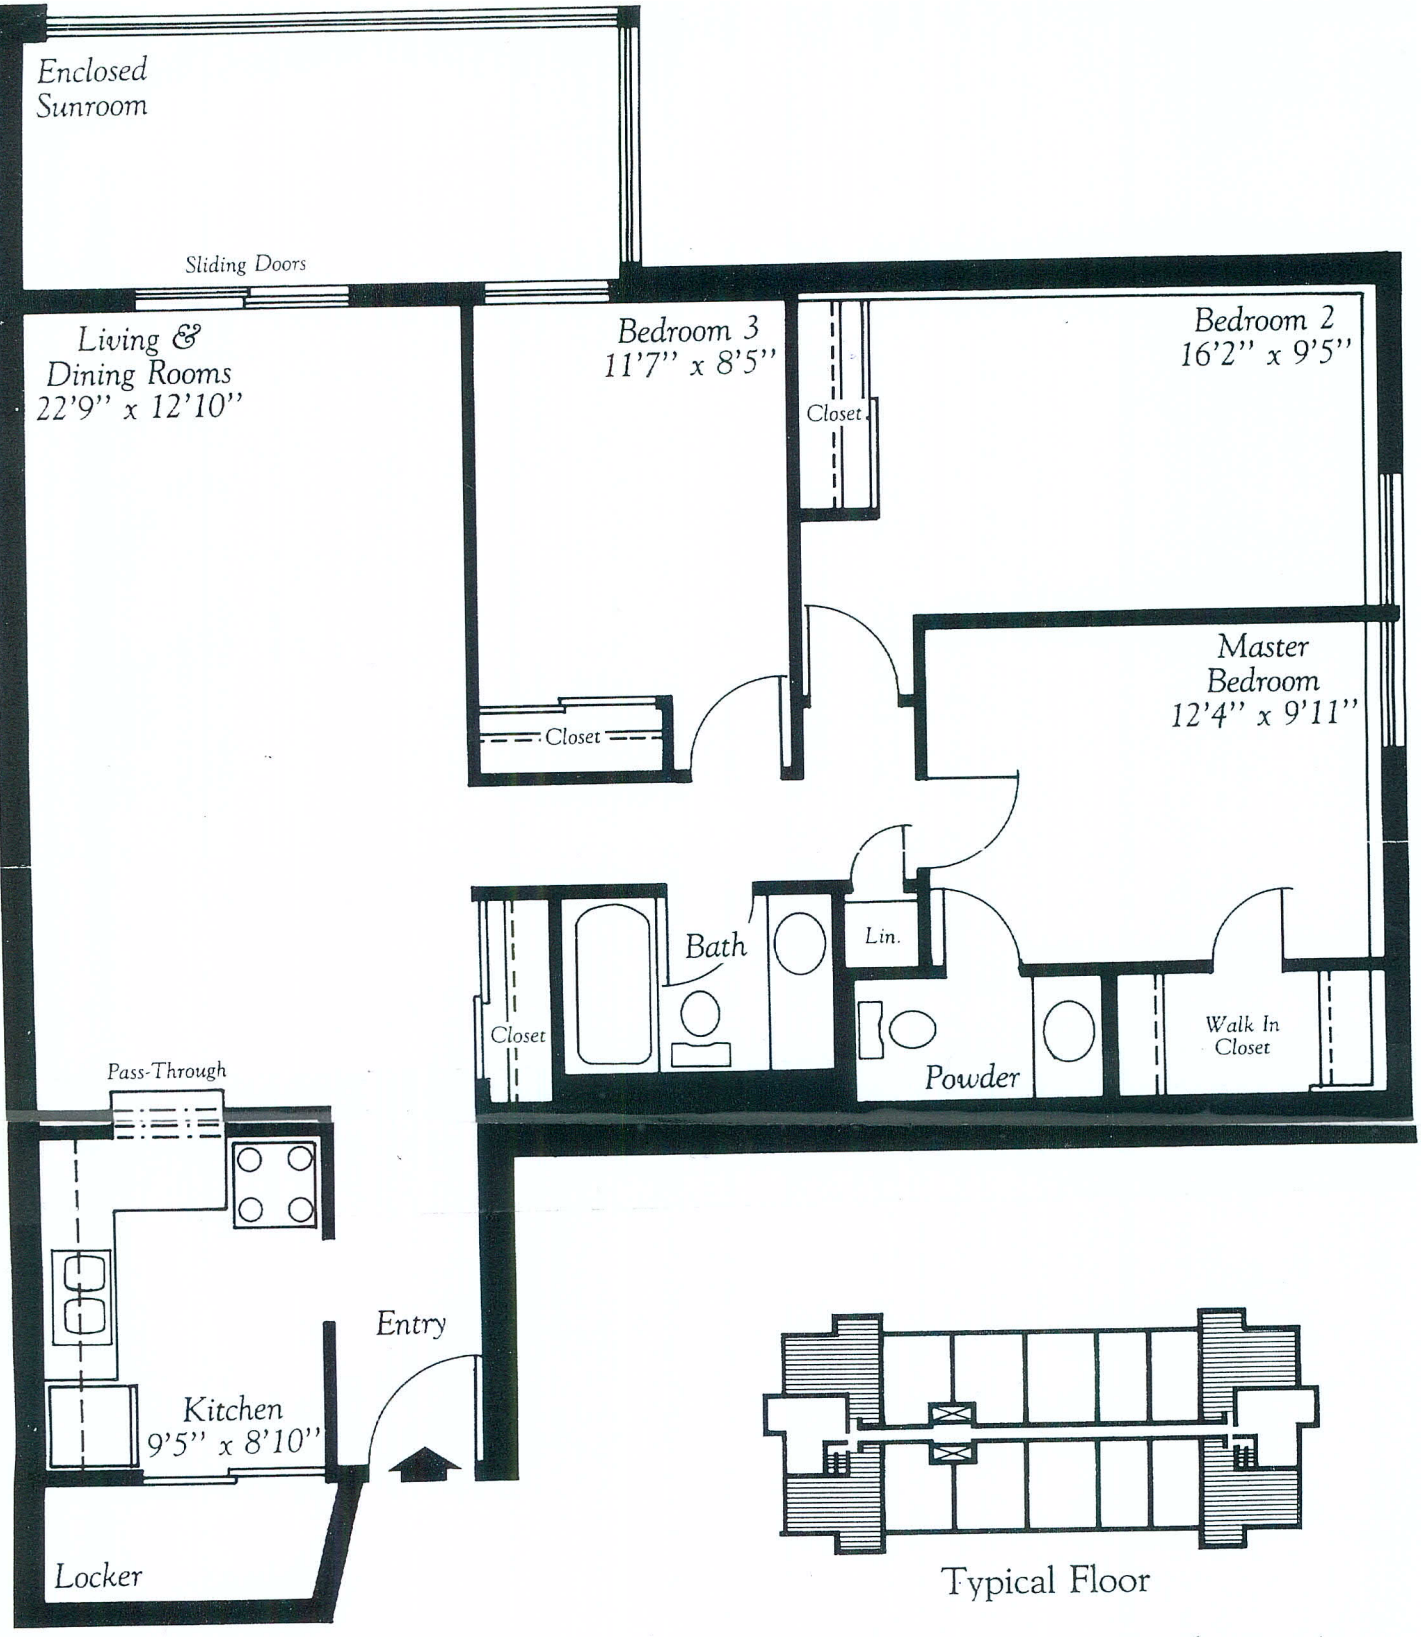 Enclosed
Sunroom
Sliding Doors
Living &
Dining Rooms
22'9" x 12'10"
Bedroom 3
11'7" x 8'5"
Bedroom 2
16'2" x 9'5"
Closet
Master
Bedroom
12'4" x 9'11"
Closet
Bath
Lin.
Closet
Walk In
Closet
Powder
Pass-Through
Entry
Kitchen
9'5" x 8'10"
Locker
Typical Floor